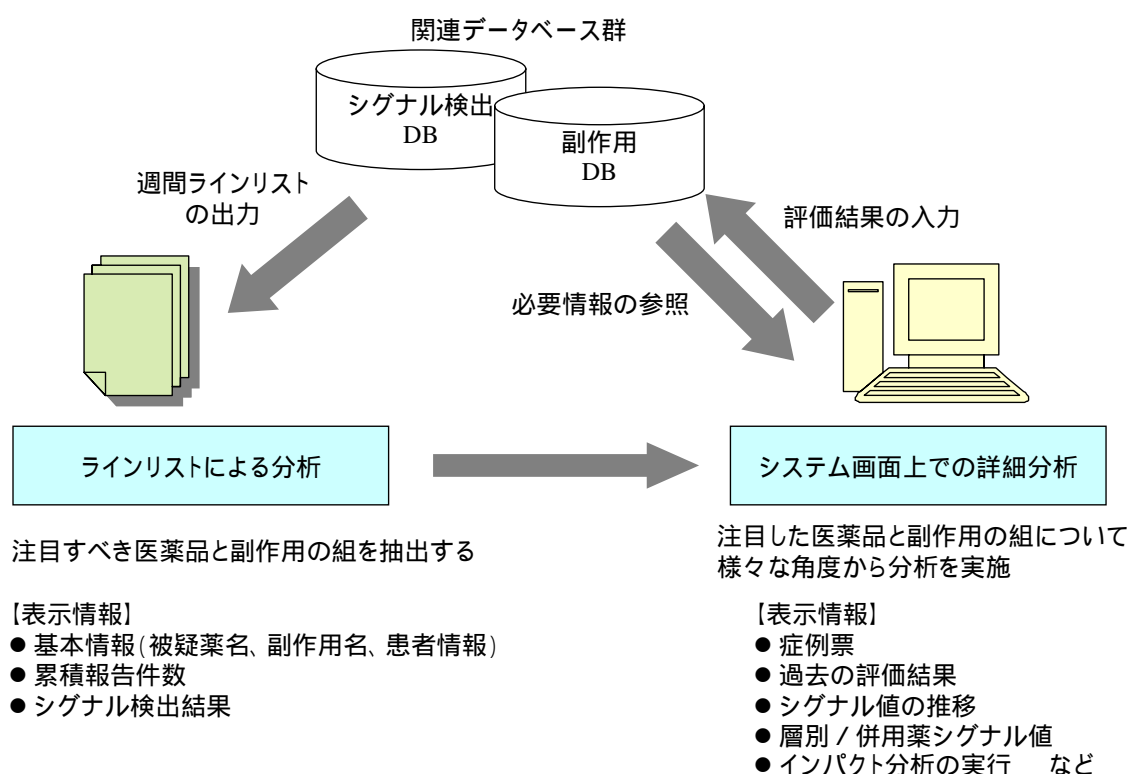 関連データベース群
シグナル検出
DB
副作用
DB
週間ラインリスト
の出力
評価結果の入力
必要情報の参照
ラインリストによる分析
システム画面上での詳細分析
注目すべき医薬品と副作用の組を抽出する
【表示情報】
● 基本情報(被疑薬名、副作用名、患者情報)
● 累積報告件数
● シグナル検出結果
注目した医薬品と副作用の組について
様々な角度から分析を実施
【表示情報】
● 症例票
● 過去の評価結果
● シグナル値の推移
● 層別/併用薬シグナル値
● インパクト分析の実行 など